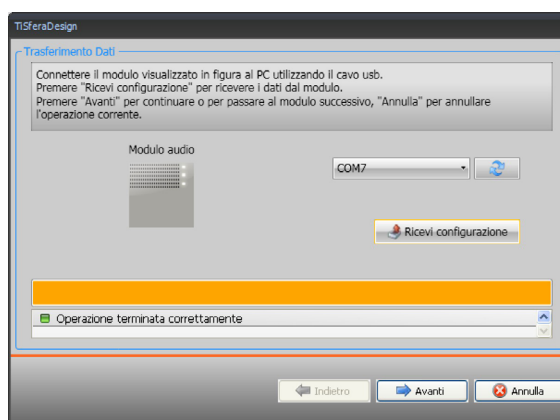 TiSferaDesign
Trasferimento Dati
Connettere il modulo visualizzato in figura al PC utilizzando il cavo usb.
Premere "Ricevi configurazione" per ricevere i dati dal modulo.
Premere "Avanti" per continuare o per passare al modulo successivo, "Annulla" per annullare
l'operazione corrente.
Modulo audio
COM7
Ricevi configurazione
Operazione terminata correttamente
Indietro
Avanti
Annulla